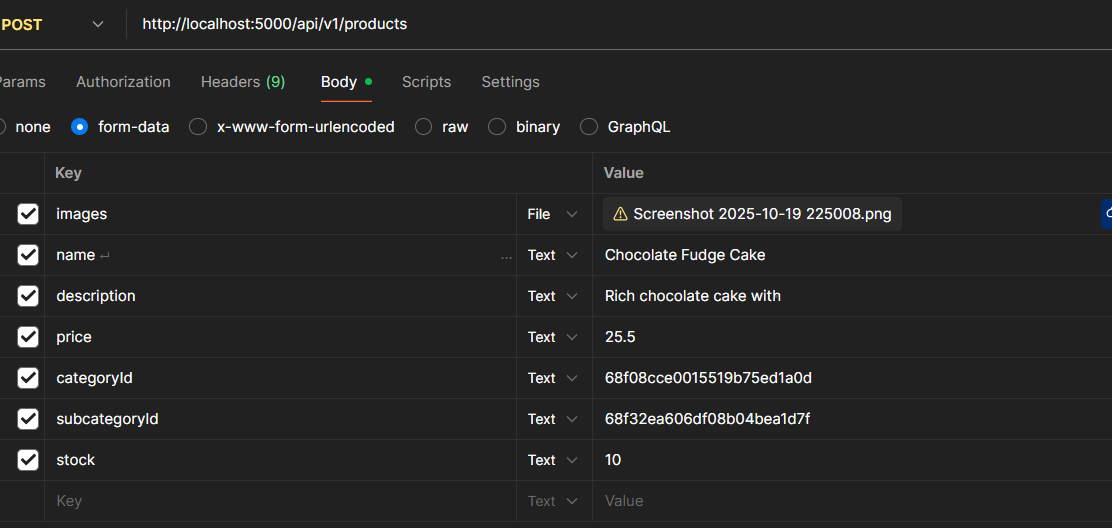 POST http://localhost:5000/api/v1/products
Params Authorization Headers (9) Body Scripts Settings
none form-data x-www-form-urlencoded raw binary GraphQL
Key Value
images File Screenshot 2025-10-19 225008.png
name ↵ ... Text Chocolate Fudge Cake
description Text Rich chocolate cake with
price Text 25.5
categoryId Text 68f08cce0015519b75ed1a0d
subcategoryId Text 68f32ea606df08b04bea1d7f
stock Text 10
Key Text Value